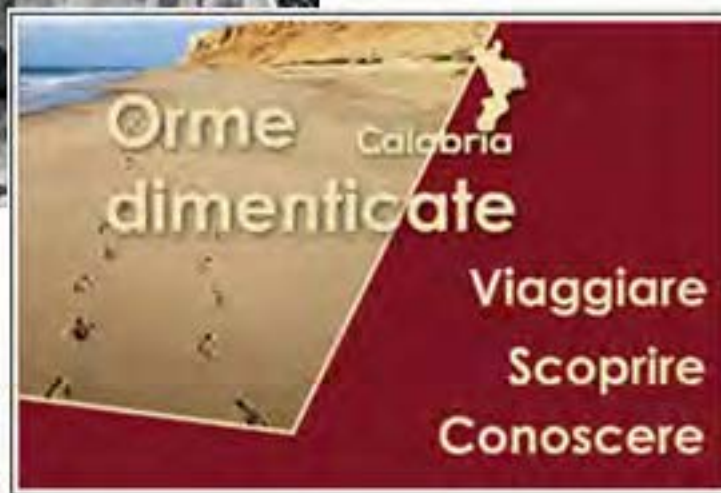 Orme
Calabria
dimenticate
Viaggiare
Scoprire
Conoscere